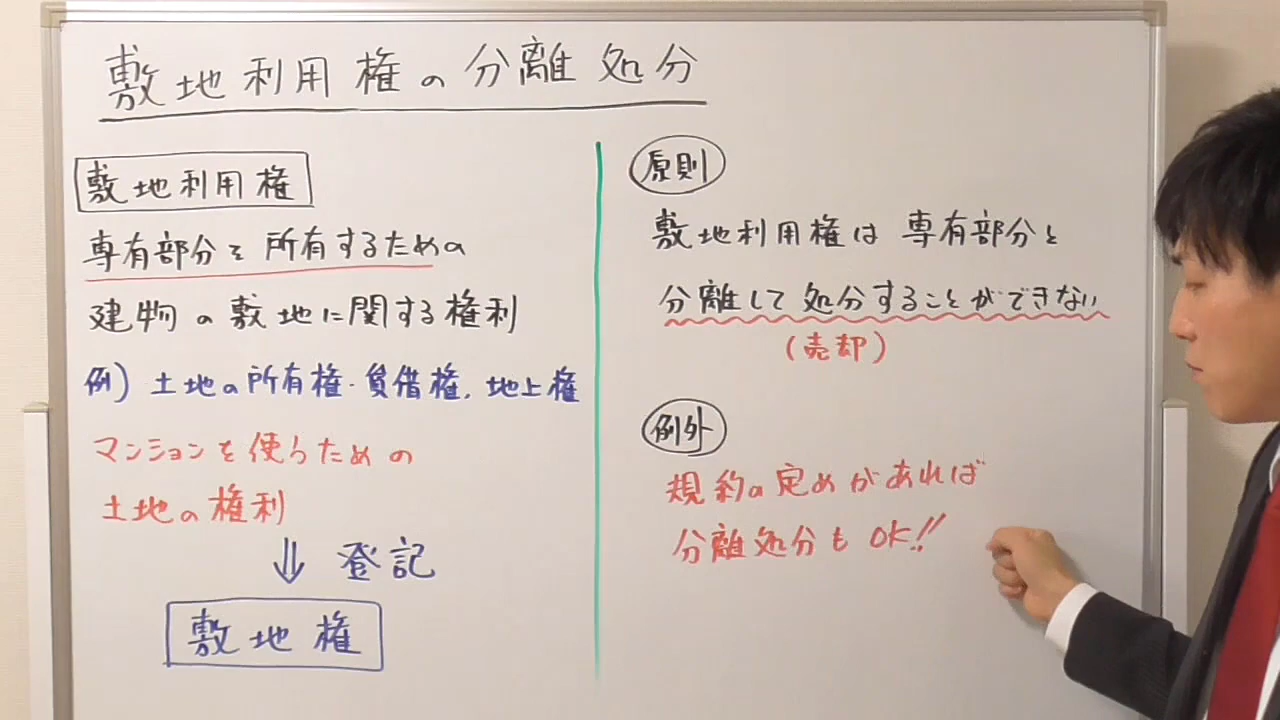 敷地利用権の分離処分
敷地利用権
専有部分を所有するための
建物の敷地に関する権利
例) 土地の所有権・賃借権, 地上権
マンションを使うための
土地の権利
⇓ 登記
敷地権
原則
敷地利用権は専有部分と
分離して処分することができない
(売却)
例外
規約の定めがあれば
分離処分もOK!!